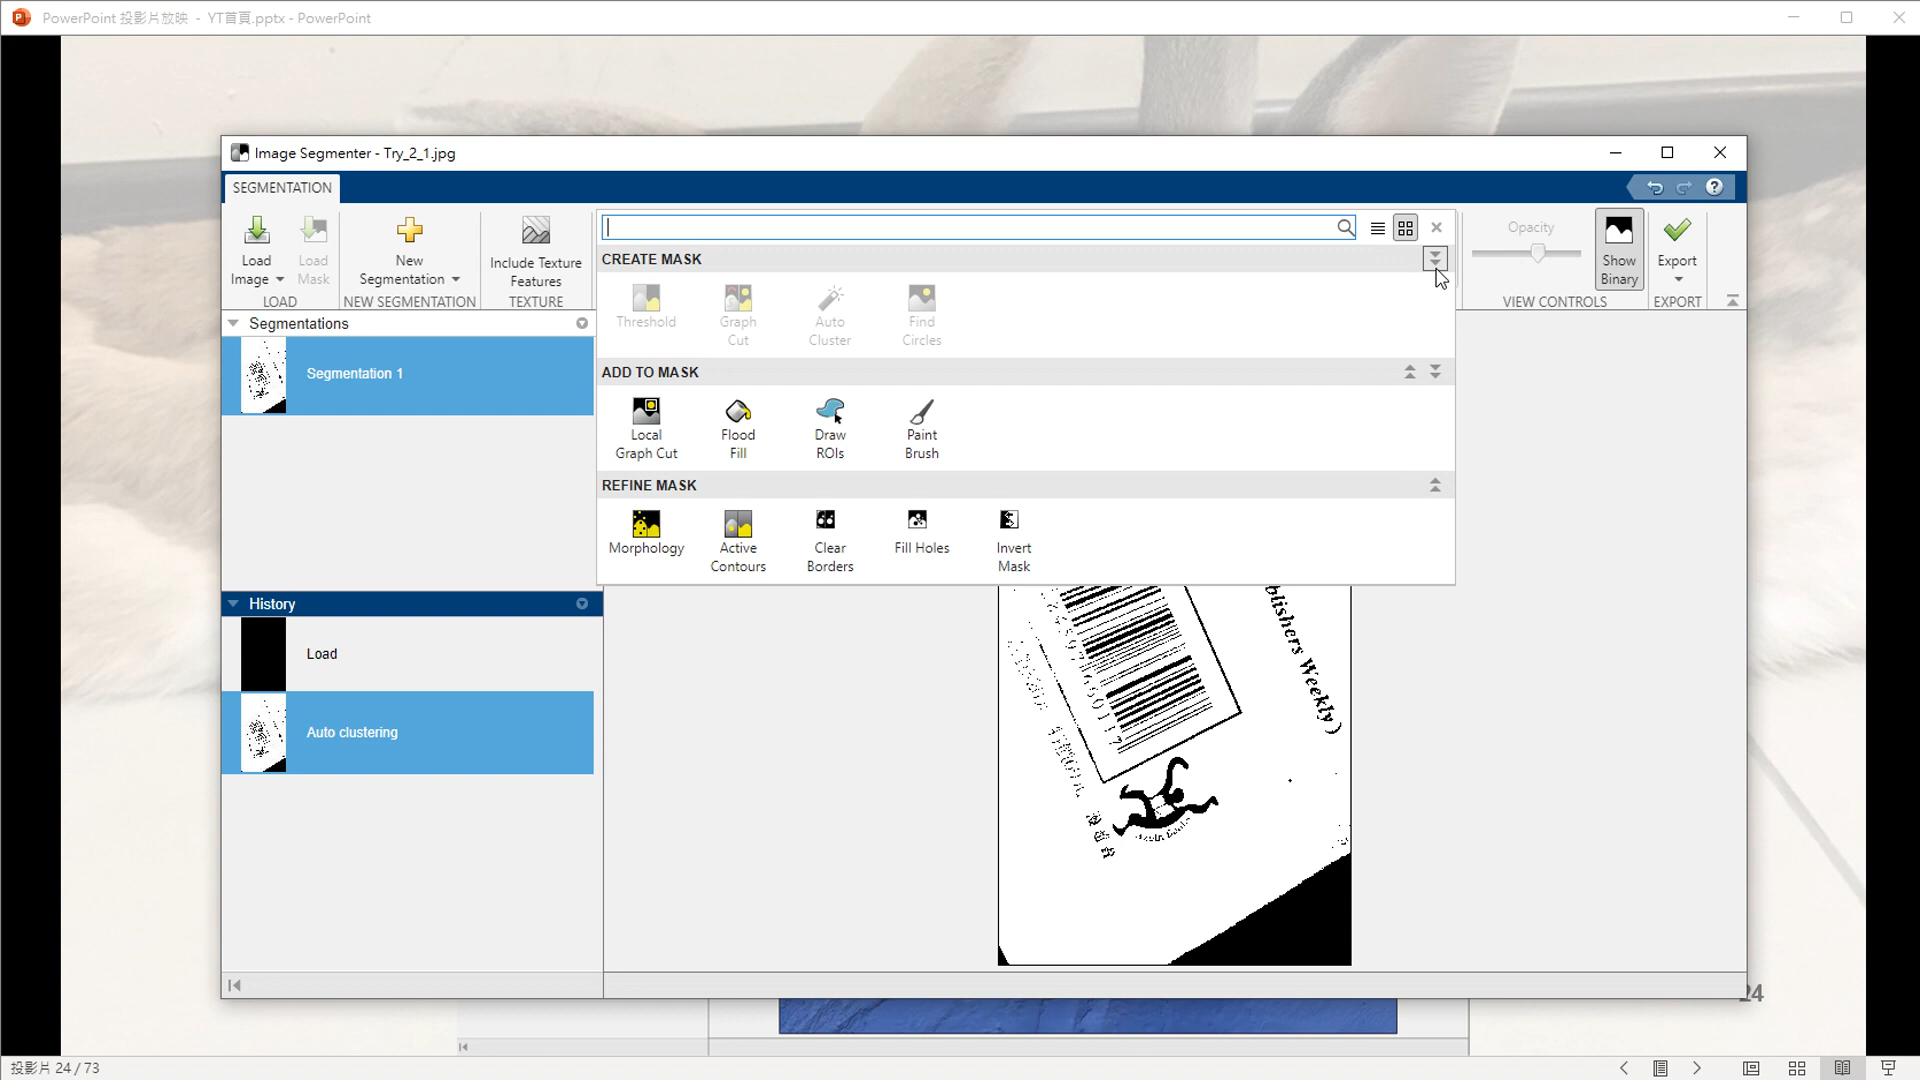 PowerPoint 投影片放映 - YT首頁.pptx - PowerPoint
Image Segmenter - Try_2_1.jpg
SEGMENTATION
Load Image
Load Mask
LOAD
New Segmentation
NEW SEGMENTATION
Include Texture Features
TEXTURE
CREATE MASK
Threshold
Graph Cut
Auto Cluster
Find Circles
ADD TO MASK
Local Graph Cut
Flood Fill
Draw ROIs
Paint Brush
REFINE MASK
Morphology
Active Contours
Clear Borders
Fill Holes
Invert Mask
Opacity
Show Binary
VIEW CONTROLS
Export
EXPORT
Segmentations
Segmentation 1
History
Load
Auto clustering
blishers Weekly)
24
投影片 24 / 73